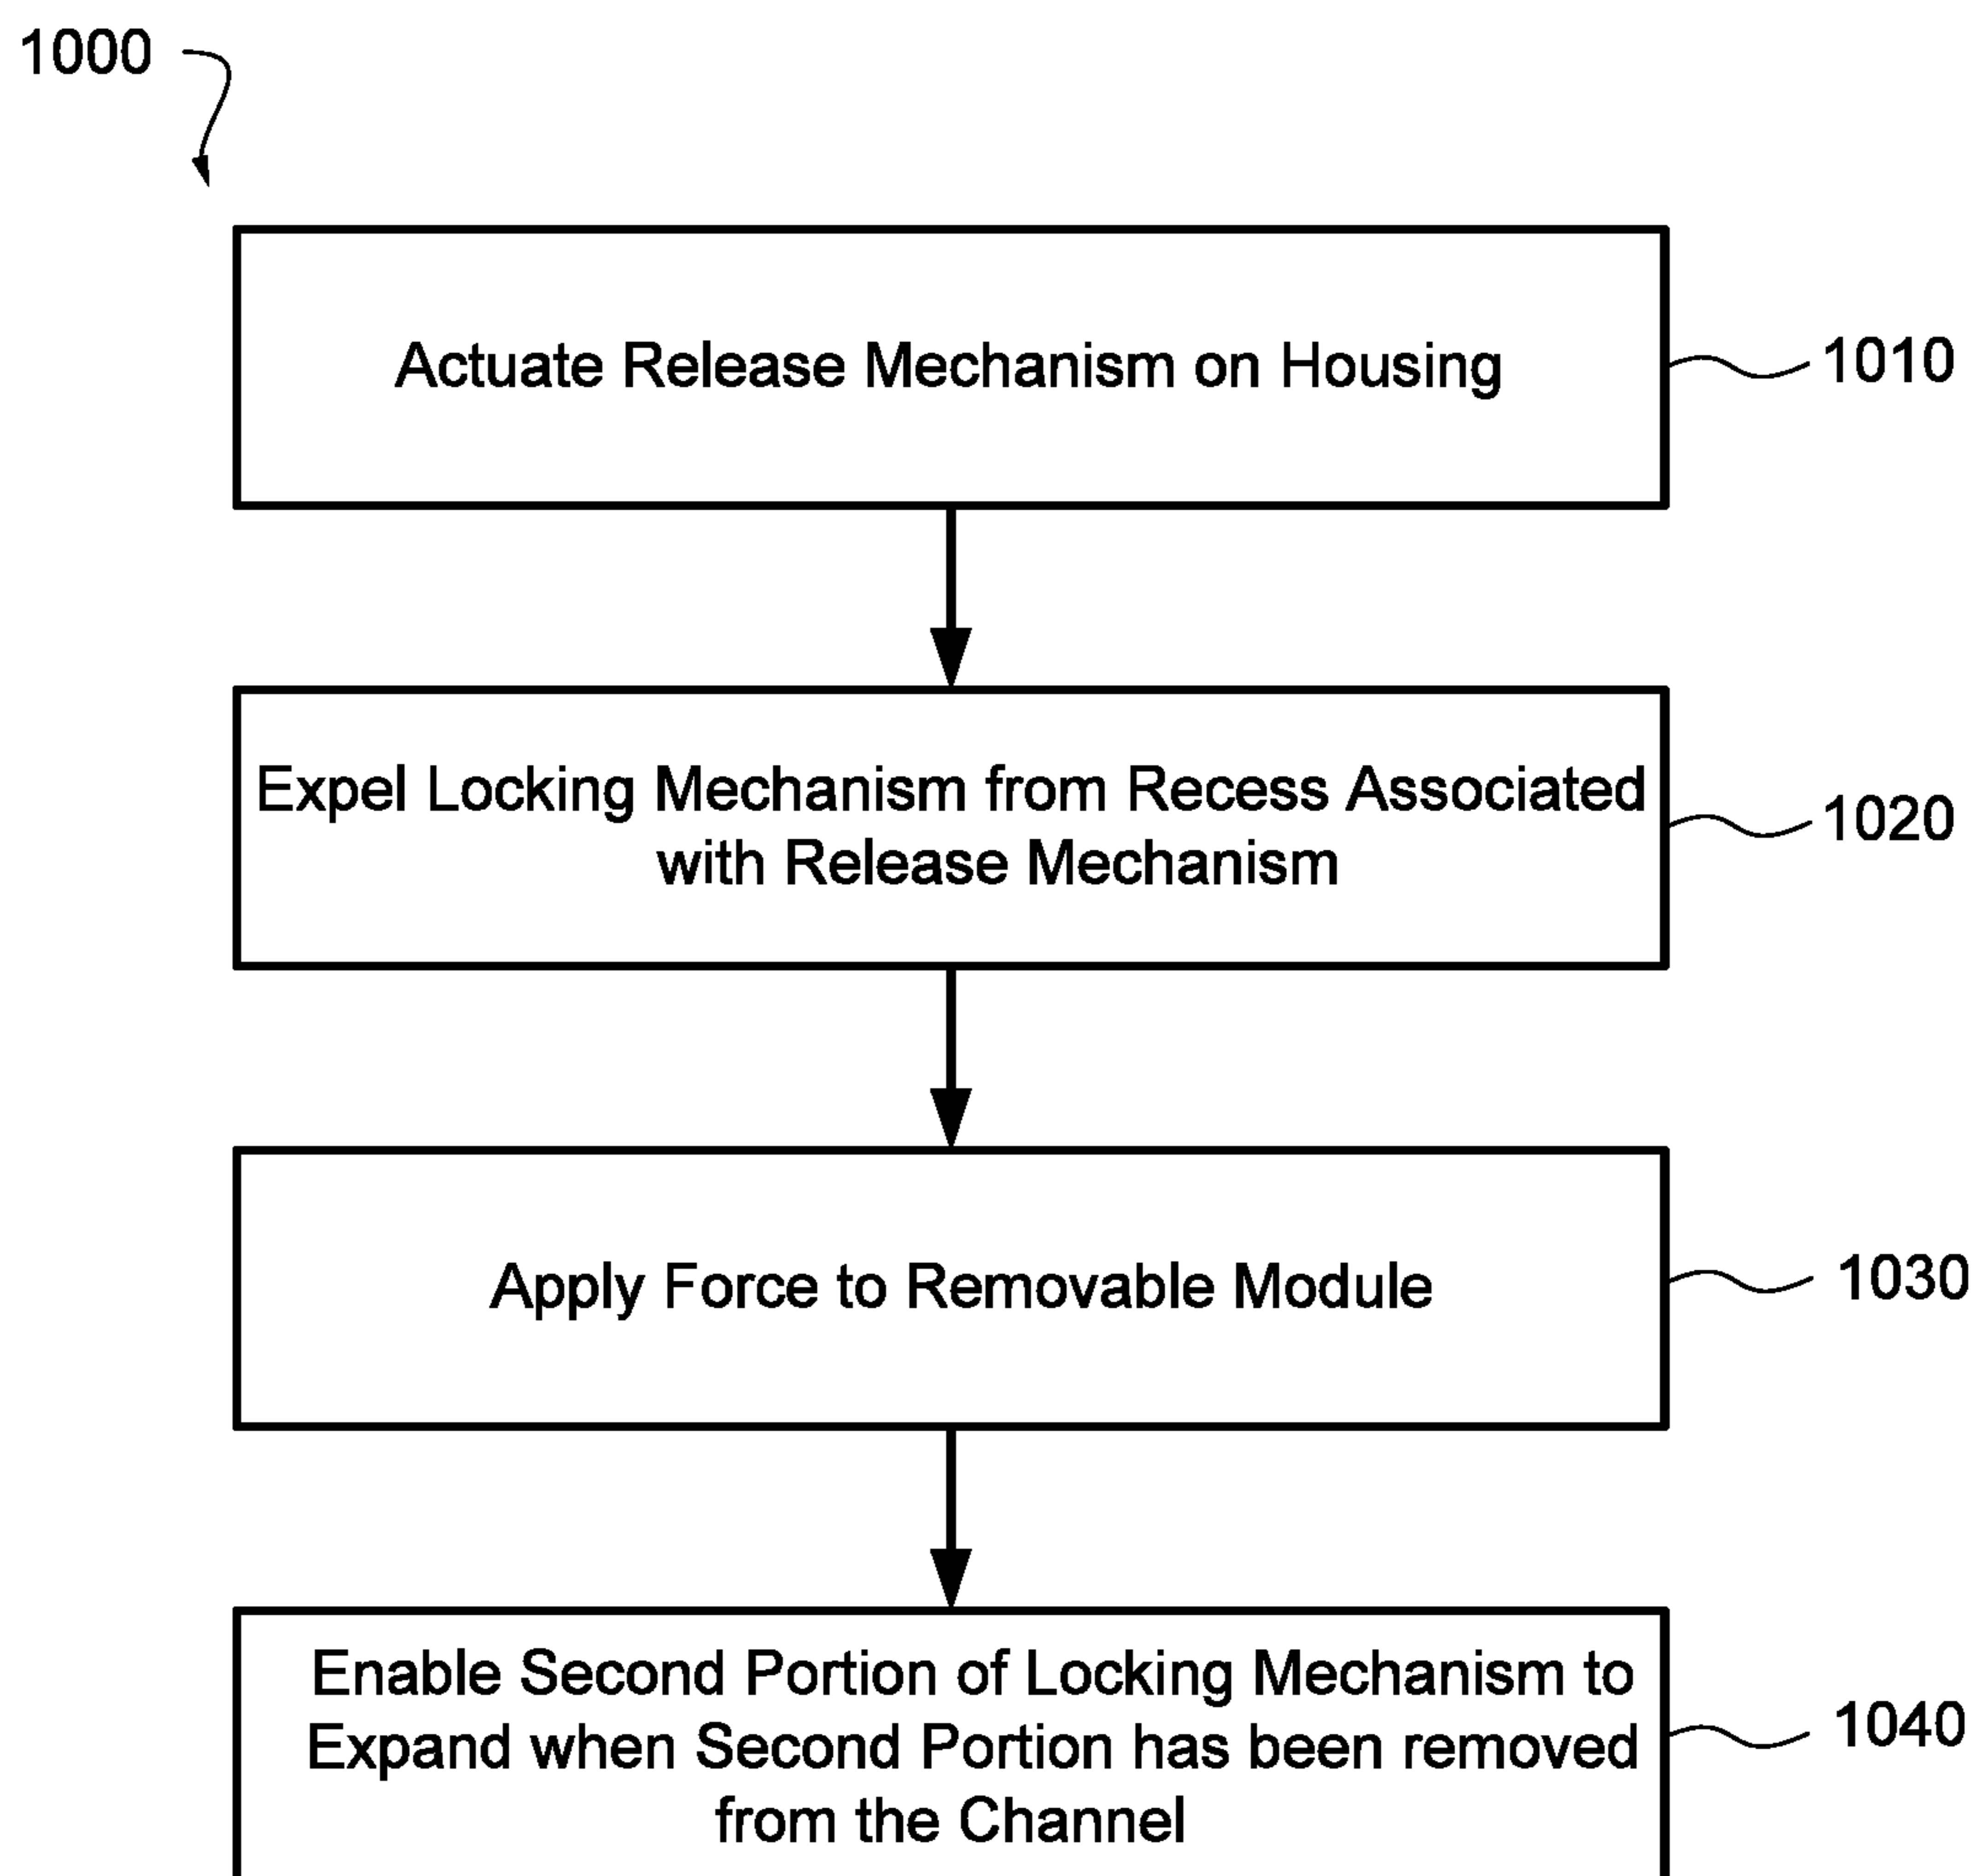 1000
Actuate Release Mechanism on Housing
1010
Expel Locking Mechanism from Recess Associated
with Release Mechanism
1020
Apply Force to Removable Module
1030
Enable Second Portion of Locking Mechanism to
Expand when Second Portion has been removed
from the Channel
1040